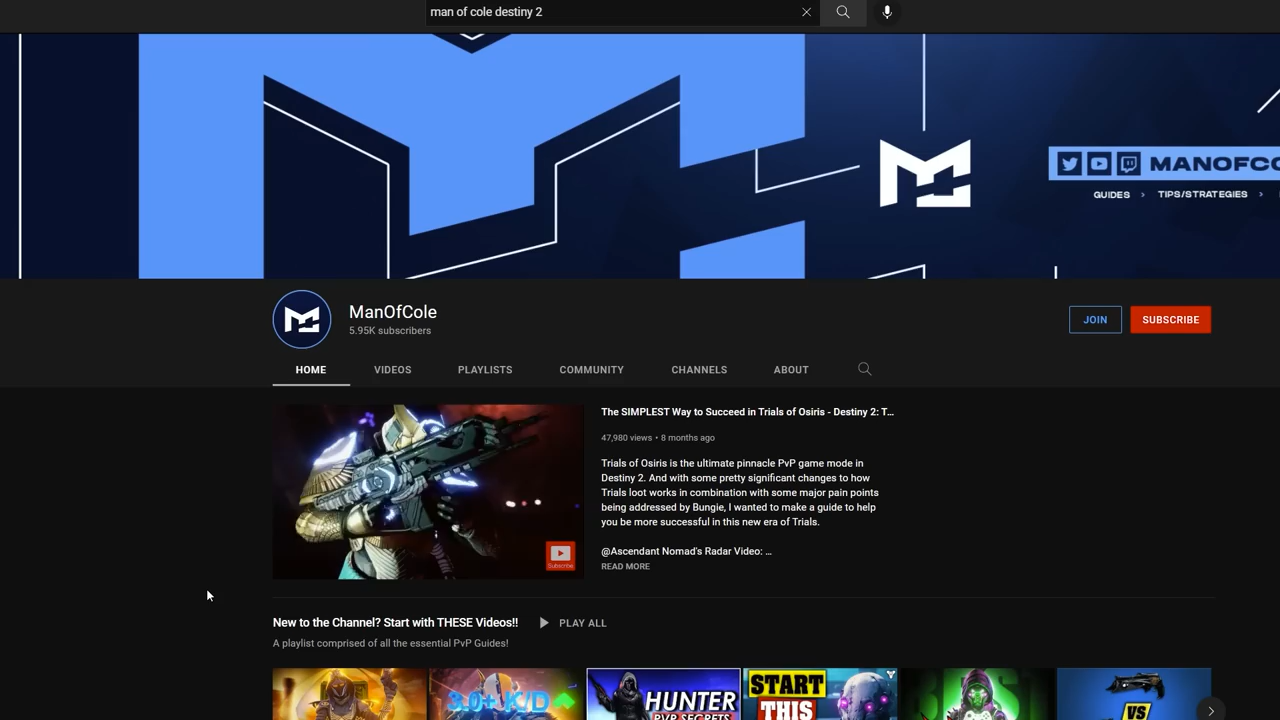 man of cole destiny 2
MANOFCO
GUIDES > TIPS/STRATEGIES >
ManOfCole
5.95K subscribers
JOIN
SUBSCRIBE
HOME
VIDEOS
PLAYLISTS
COMMUNITY
CHANNELS
ABOUT
The SIMPLEST Way to Succeed in Trials of Osiris - Destiny 2: T...
47,980 views • 8 months ago
Trials of Osiris is the ultimate pinnacle PvP game mode in
Destiny 2. And with some pretty significant changes to how
Trials loot works in combination with some major pain points
being addressed by Bungie, I wanted to make a guide to help
you be more successful in this new era of Trials.
@Ascendant Nomad's Radar Video: ...
READ MORE
Subscribe
New to the Channel? Start with THESE Videos!!
PLAY ALL
A playlist comprised of all the essential PvP Guides!
3.0+ K/D
HUNTER
PVP SECRETS
START
THIS
VS